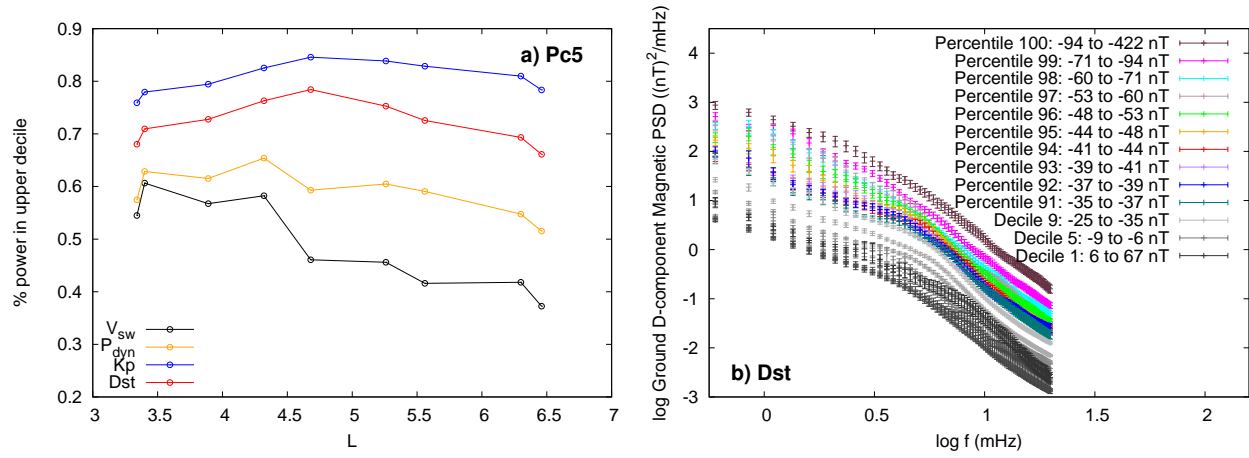 a) Pc5
% power in upper decile
0.9
0.8
0.7
0.6
0.5
0.4
0.3
0.2
V_sw
P_dyn
Kp
Dst
3 3.5 4 4.5 5 5.5 6 6.5 7
L
log Ground D-component Magnetic PSD ((nT)^2/mHz)
4
3
2
1
0
-1
-2
-3
Percentile 100: -94 to -422 nT
Percentile 99: -71 to -94 nT
Percentile 98: -60 to -71 nT
Percentile 97: -53 to -60 nT
Percentile 96: -48 to -53 nT
Percentile 95: -44 to -48 nT
Percentile 94: -41 to -44 nT
Percentile 93: -39 to -41 nT
Percentile 92: -37 to -39 nT
Percentile 91: -35 to -37 nT
Decile 9: -25 to -35 nT
Decile 5: -9 to -6 nT
Decile 1: 6 to 67 nT
b) Dst
0 0.5 1 1.5 2
log f (mHz)